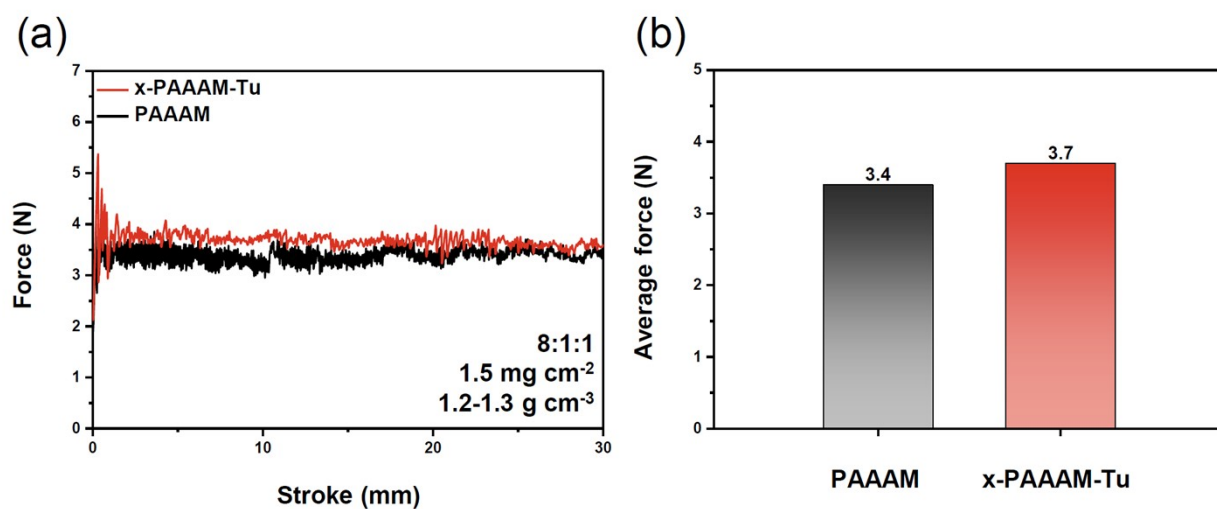 (a)
7
6
5
4
3
2
1
0
Force (N)
x-PAAAM-Tu
PAAAM
8:1:1
1.5 mg cm-2
1.2-1.3 g cm-3
0 10 20 30
Stroke (mm)
(b)
5
4
3
2
1
0
Average force (N)
3.4
3.7
PAAAM x-PAAAM-Tu